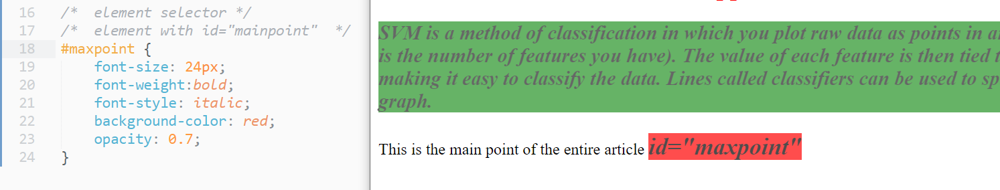 16 /*  element selector */
17 /*  element with id="mainpoint"  */
18 #maxpoint {
19     font-size: 24px;
20     font-weight:bold;
21     font-style: italic;
22     background-color: red;
23     opacity: 0.7;
24 }
SVM is a method of classification in which you plot raw data as points in
is the number of features you have). The value of each feature is then tied
making it easy to classify the data. Lines called classifiers can be used to
graph.
This is the main point of the entire article id="maxpoint"